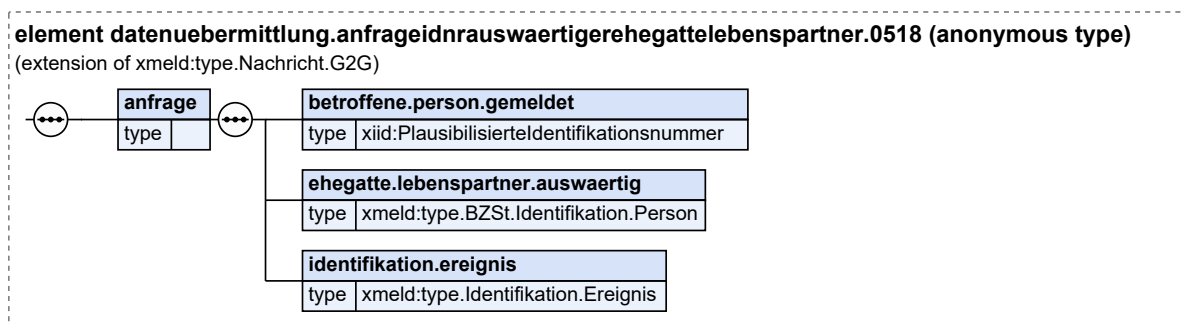 element datenuebermittlung.anfrageidnrauswaertigerehegattelebenspartner.0518 (anonymous type)
(extension of xmeld:type.Nachricht.G2G)
anfrage
type
betroffene.person.gemeldet
type xiid:PlausibilisierteIdentifikationsnummer
ehegatte.lebenspartner.auswaertig
type xmeld:type.BZSt.Identifikation.Person
identifikation.ereignis
type xmeld:type.Identifikation.Ereignis